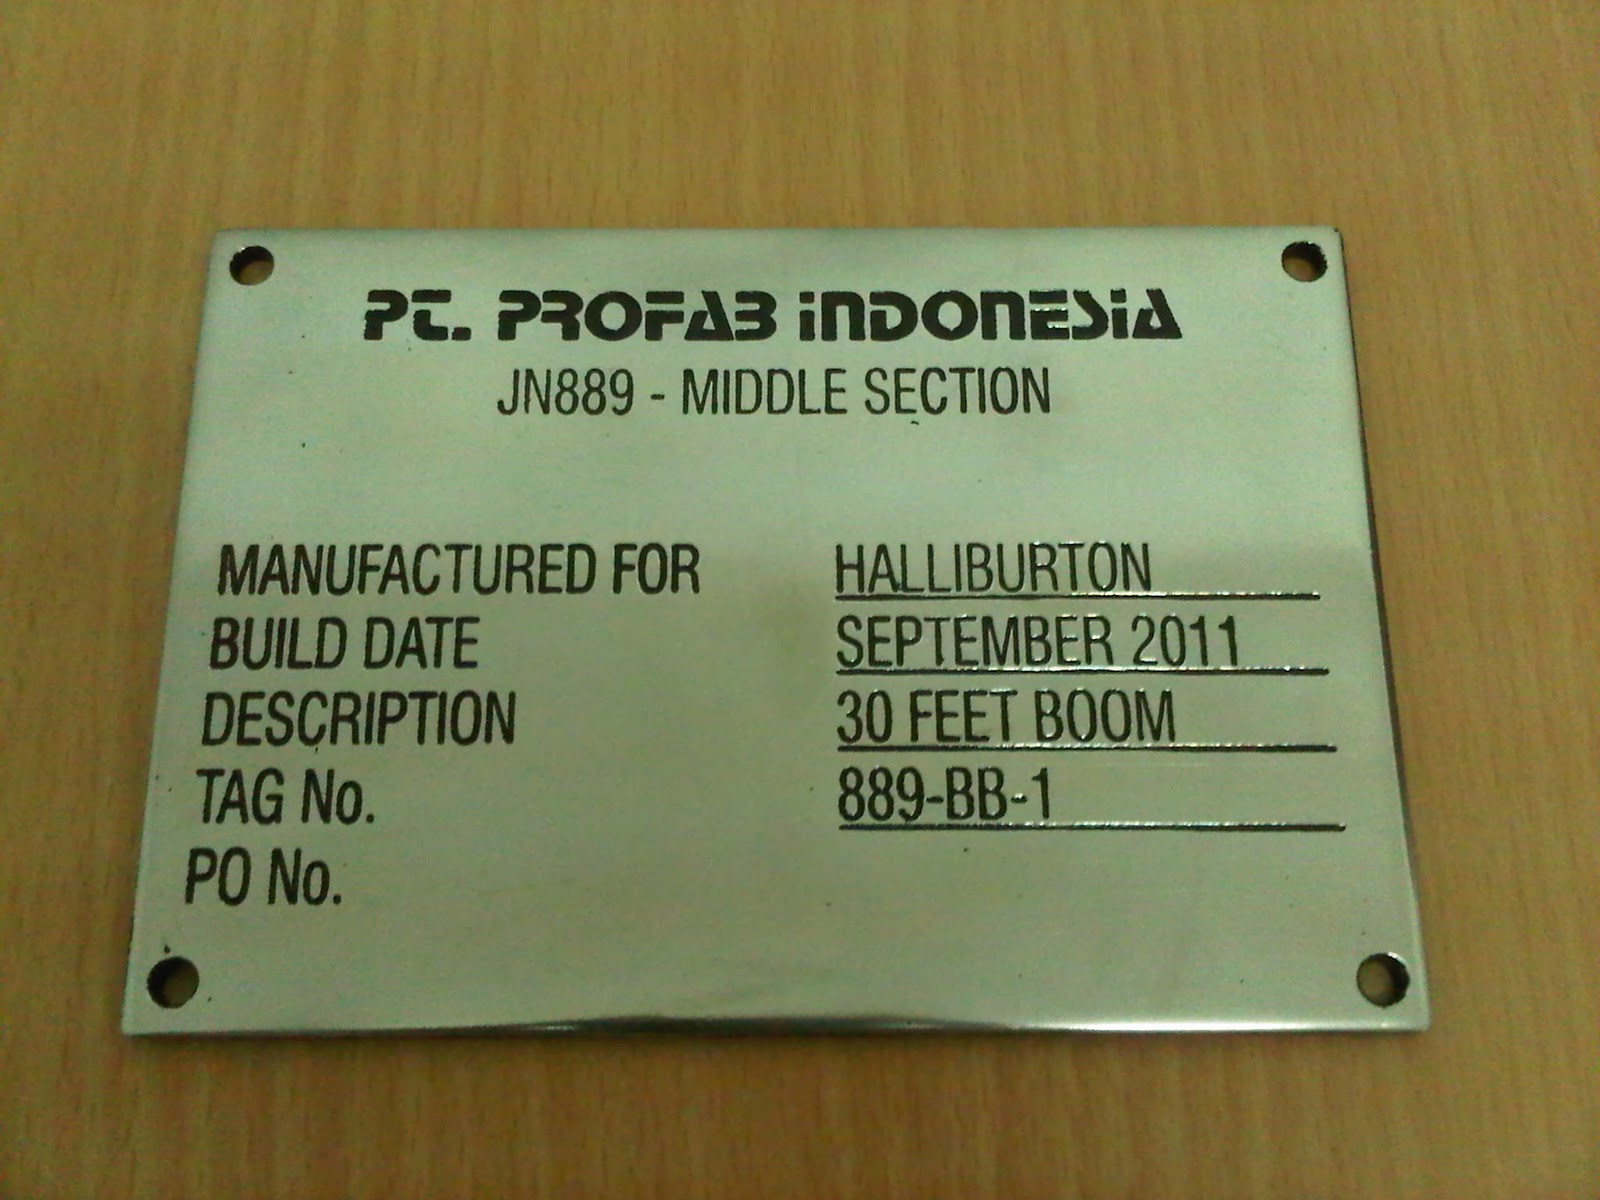 PT. PROFAB INDONESIA
JN889 - MIDDLE SECTION
MANUFACTURED FOR HALLIBURTON
BUILD DATE SEPTEMBER 2011
DESCRIPTION 30 FEET BOOM
TAG No. 889-BB-1
PO No.